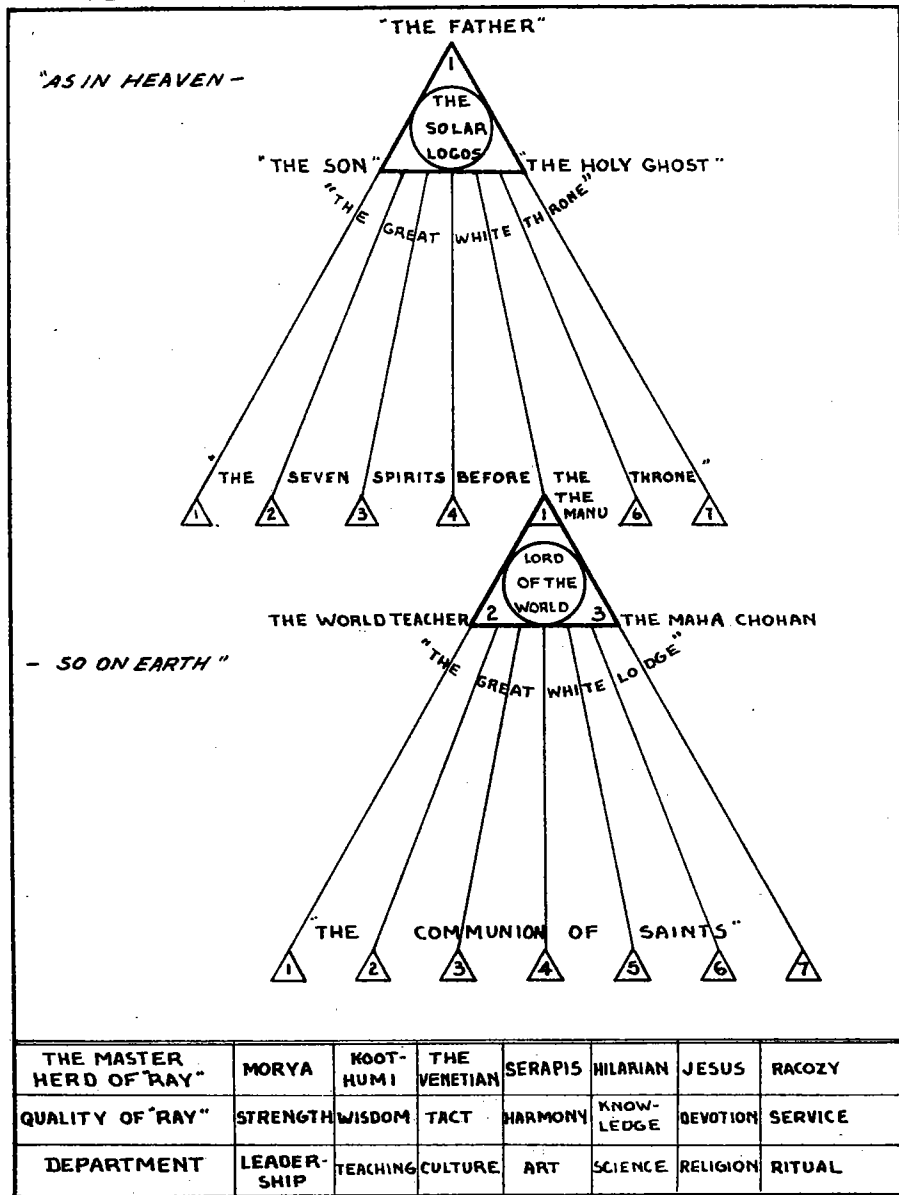 "THE FATHER"
"AS IN HEAVEN –
1
THE
SOLAR
LOGOS
"THE SON"
"THE HOLY GHOST"
"THE GREAT WHITE THRONE"
"THE SEVEN SPIRITS BEFORE THE THRONE"
1 2 3 4 1 6 7
THE
MANU
LORD
OF THE
WORLD
2 3
THE WORLD TEACHER
THE MAHA CHOHAN
– SO ON EARTH"
"THE GREAT WHITE LODGE"
"THE COMMUNION OF SAINTS"
1 2 3 4 5 6 7
THE MASTER
HERD OF "RAY"
MORYA
KOOT-
HUMI
THE
VENETIAN
SERAPIS
HILARIAN
JESUS
RACOZY
QUALITY OF "RAY"
STRENGTH
WISDOM
TACT
HARMONY
KNOW-
LEDGE
DEVOTION
SERVICE
DEPARTMENT
LEADER-
SHIP
TEACHING
CULTURE
ART
SCIENCE
RELIGION
RITUAL